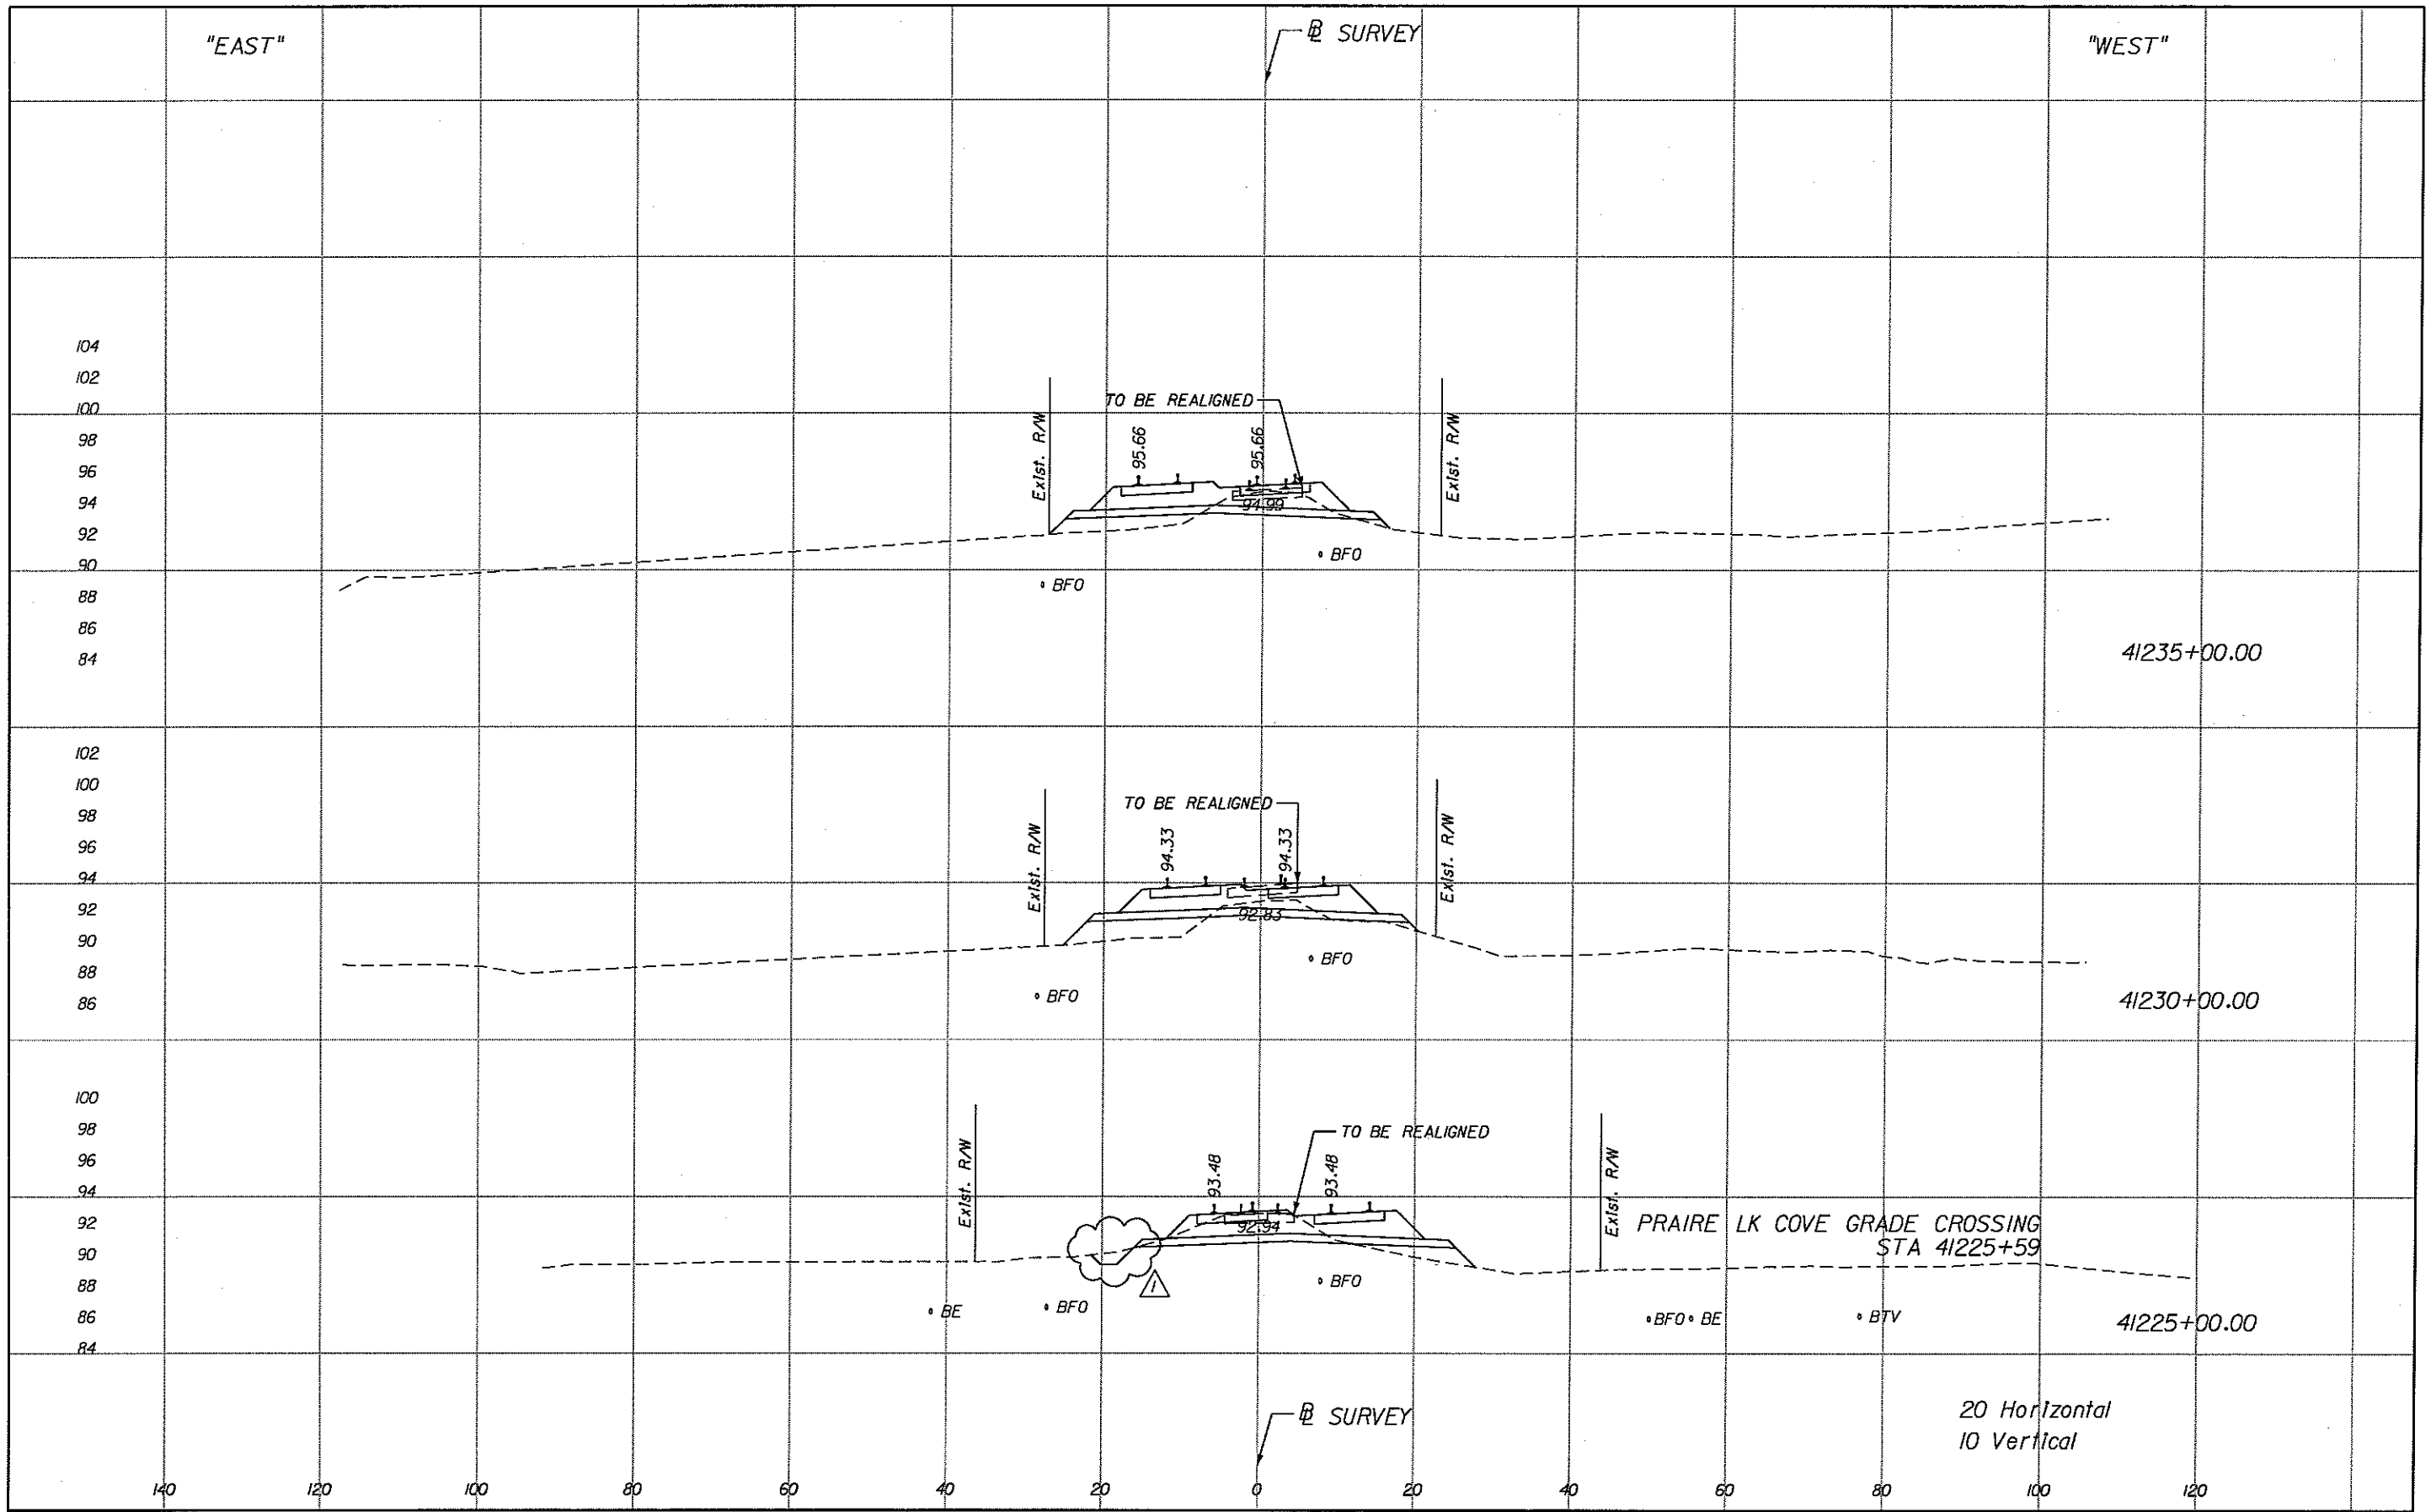 "EAST"
℄ SURVEY
"WEST"
104
102
100
98
96
94
92
90
88
86
84
Exist. R/W
TO BE REALIGNED
95.66
95.66
94.99
Exist. R/W
BFO
BFO
41235+00.00
102
100
98
96
94
92
90
88
86
Exist. R/W
TO BE REALIGNED
94.33
94.33
92.83
Exist. R/W
BFO
BFO
41230+00.00
100
98
96
94
92
90
88
86
84
Exist. R/W
TO BE REALIGNED
93.48
93.48
92.94
Exist. R/W
PRAIRE LK COVE GRADE CROSSING
STA 41225+59
1
BE
BFO
BFO
BFO
BE
BTV
41225+00.00
SURVEY
20 Horizontal
10 Vertical
140 120 100 80 60 40 20 0 20 40 60 80 100 120